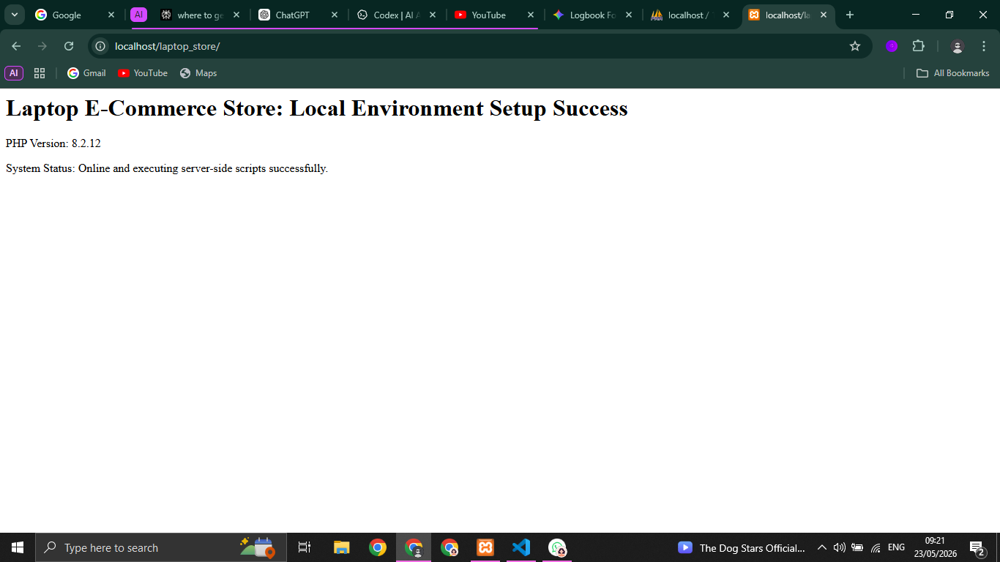 Google
AI
where to ge
ChatGPT
Codex | AI A
YouTube
Logbook Fo
localhost /
localhost/la
localhost/laptop_store/
AI
Gmail
YouTube
Maps
All Bookmarks
Laptop E-Commerce Store: Local Environment Setup Success
PHP Version: 8.2.12
System Status: Online and executing server-side scripts successfully.
Type here to search
The Dog Stars Official...
ENG
09:21
23/05/2026
2